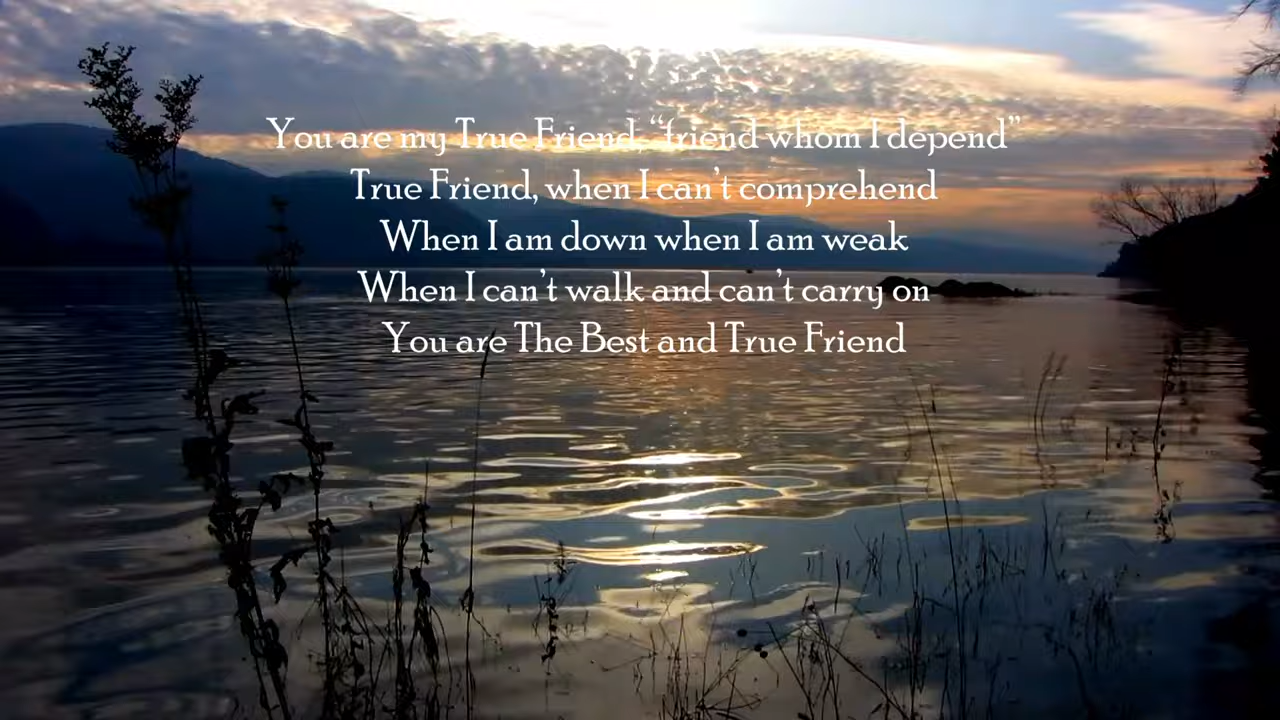 You are my True Friend, “friend whom I depend”
True Friend, when I can’t comprehend
When I am down when I am weak
When I can’t walk and can’t carry on
You are The Best and True Friend